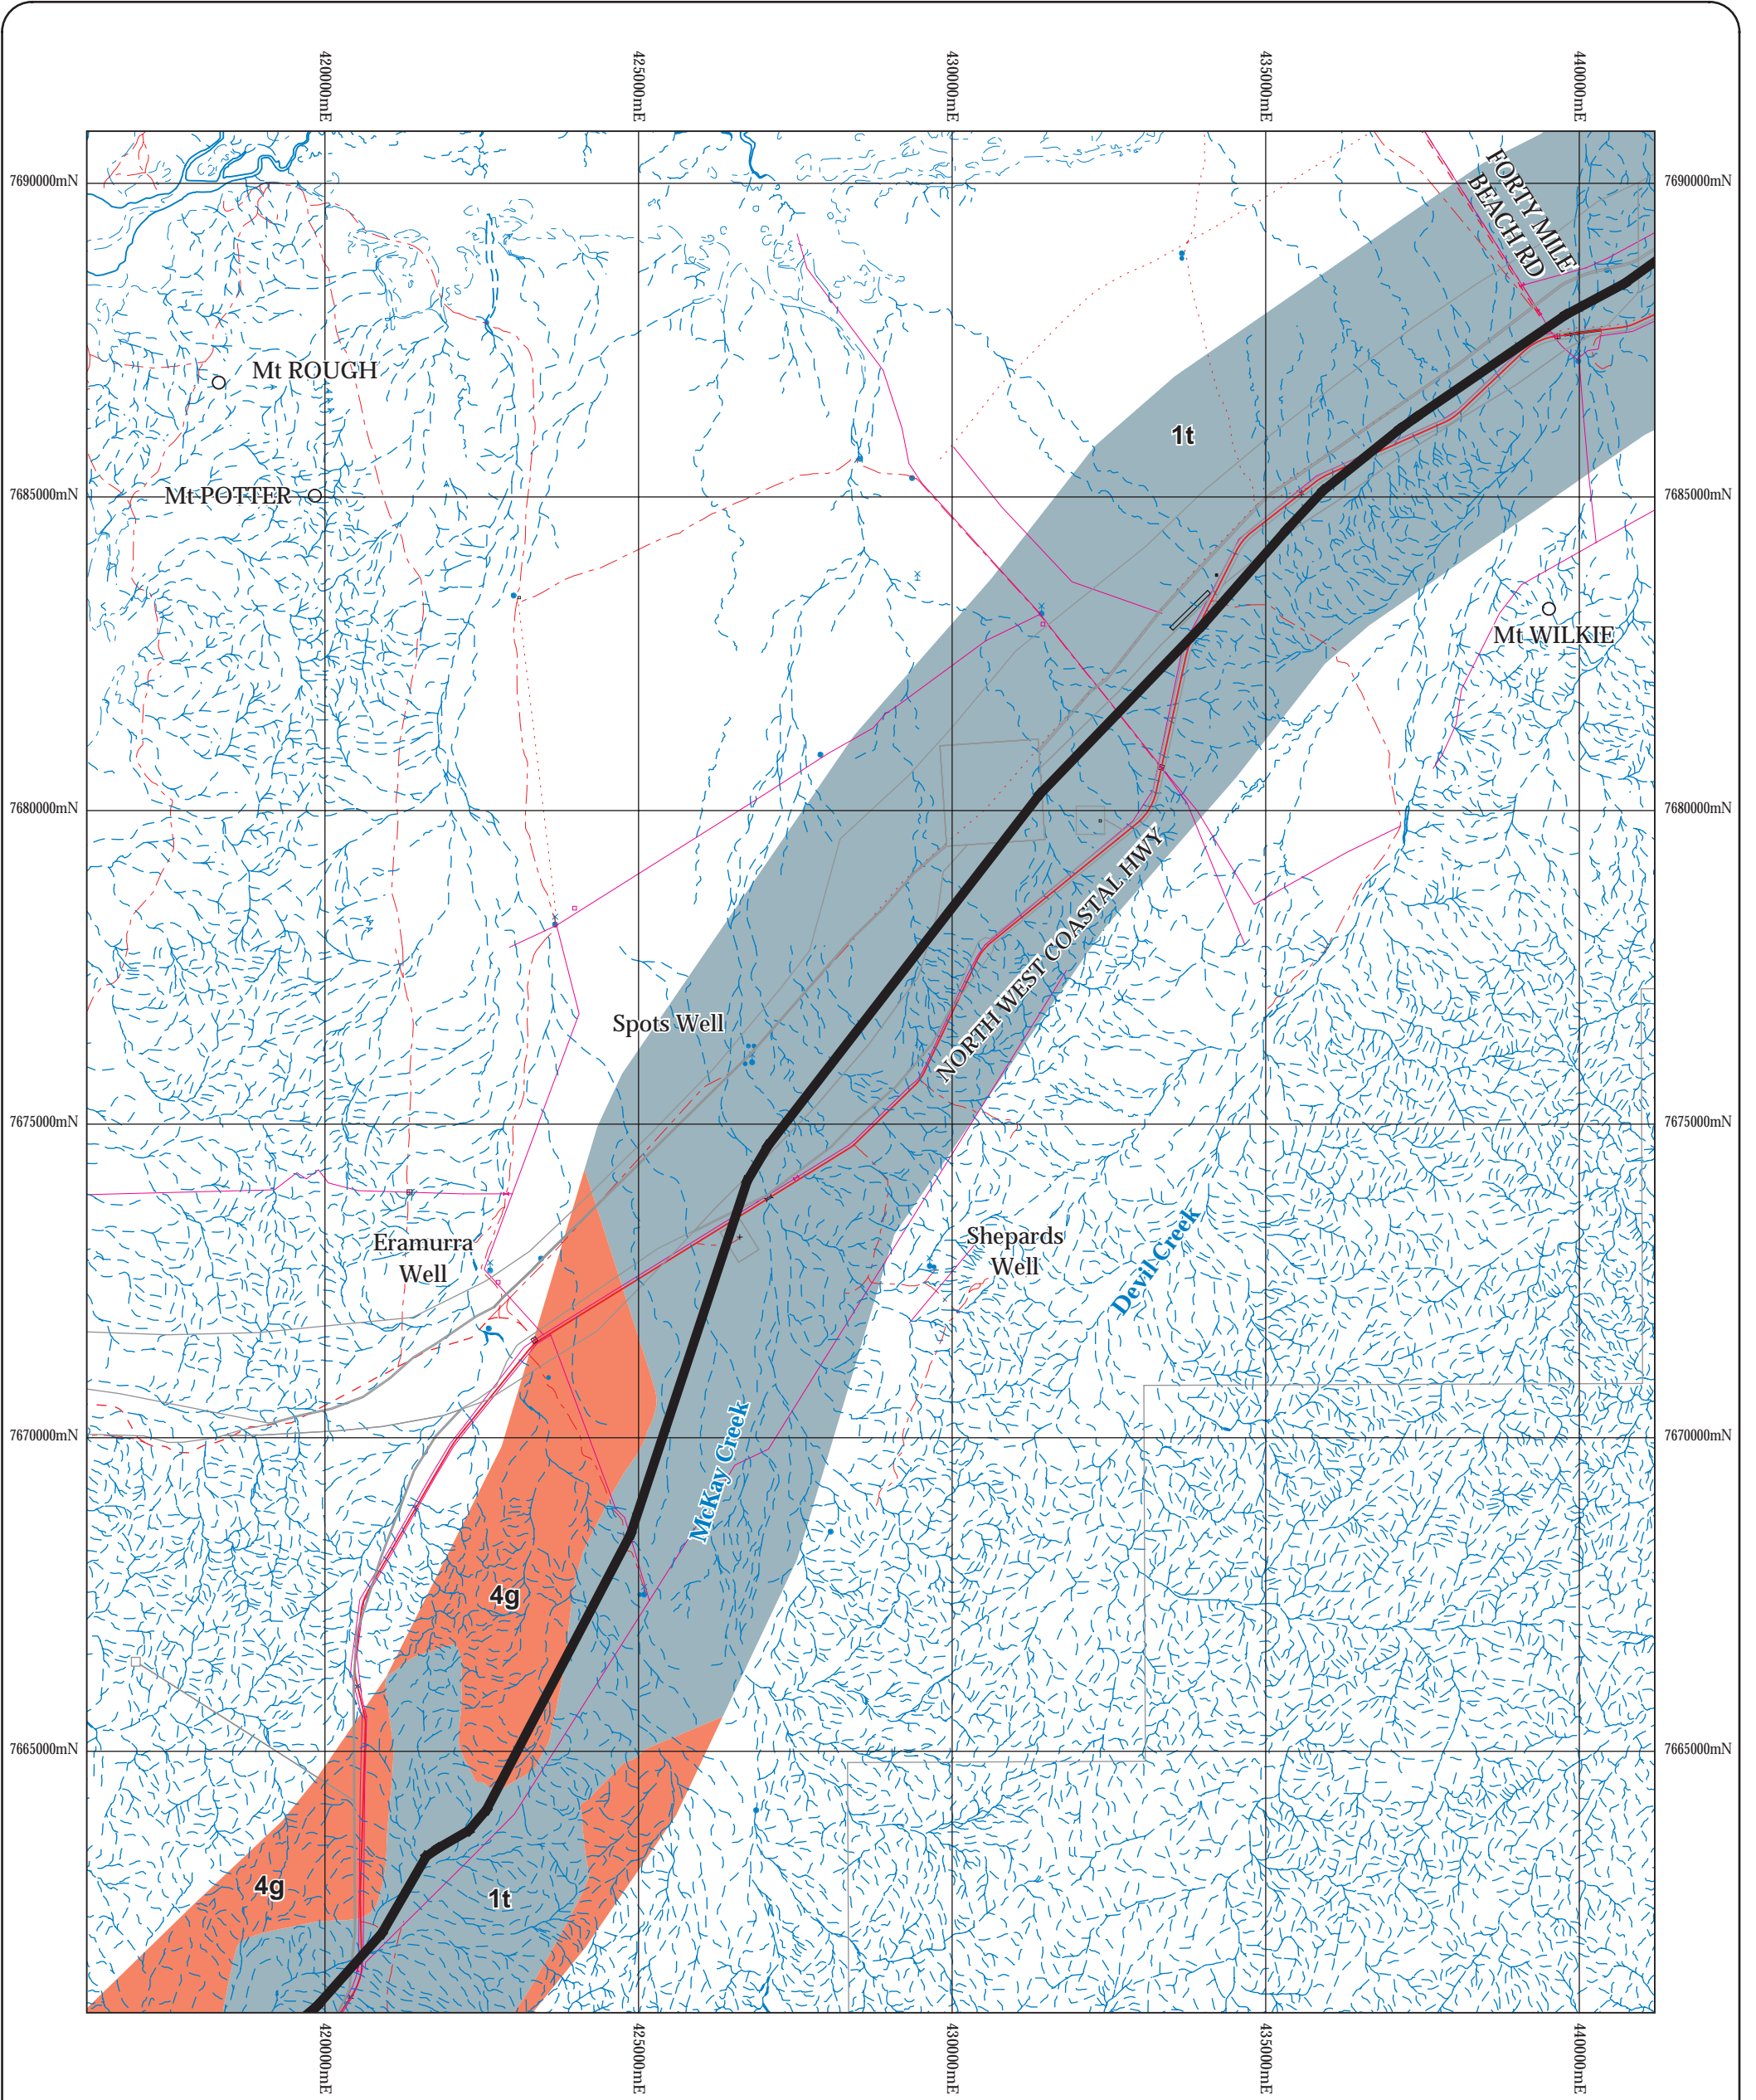 420000mE
425000mE
430000mE
435000mE
440000mE
7690000mN
7690000mN
FORTY MILE
BEACH RD
Mt ROUGH
1t
Mt POTTER
7685000mN
7685000mN
Mt WILKIE
7680000mN
7680000mN
NORTH WEST COASTAL HWY
Spots Well
7675000mN
7675000mN
Eramurra
Well
Shepards
Well
Devil Creek
McKay Creek
7670000mN
7670000mN
4g
7665000mN
7665000mN
4g
1t
420000mE
425000mE
430000mE
435000mE
440000mE